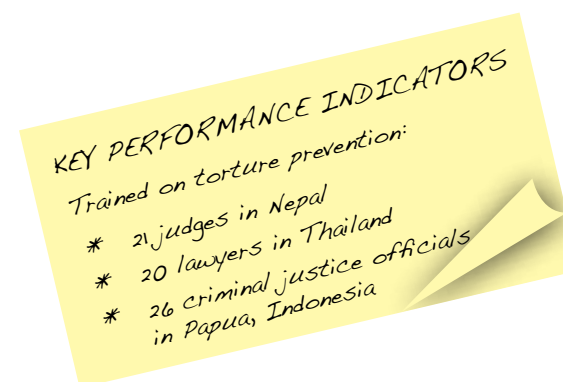 KEY PERFORMANCE INDICATORS
Trained on torture prevention:
* 21 judges in Nepal
* 20 lawyers in Thailand
* 26 criminal justice officials
in Papua, Indonesia